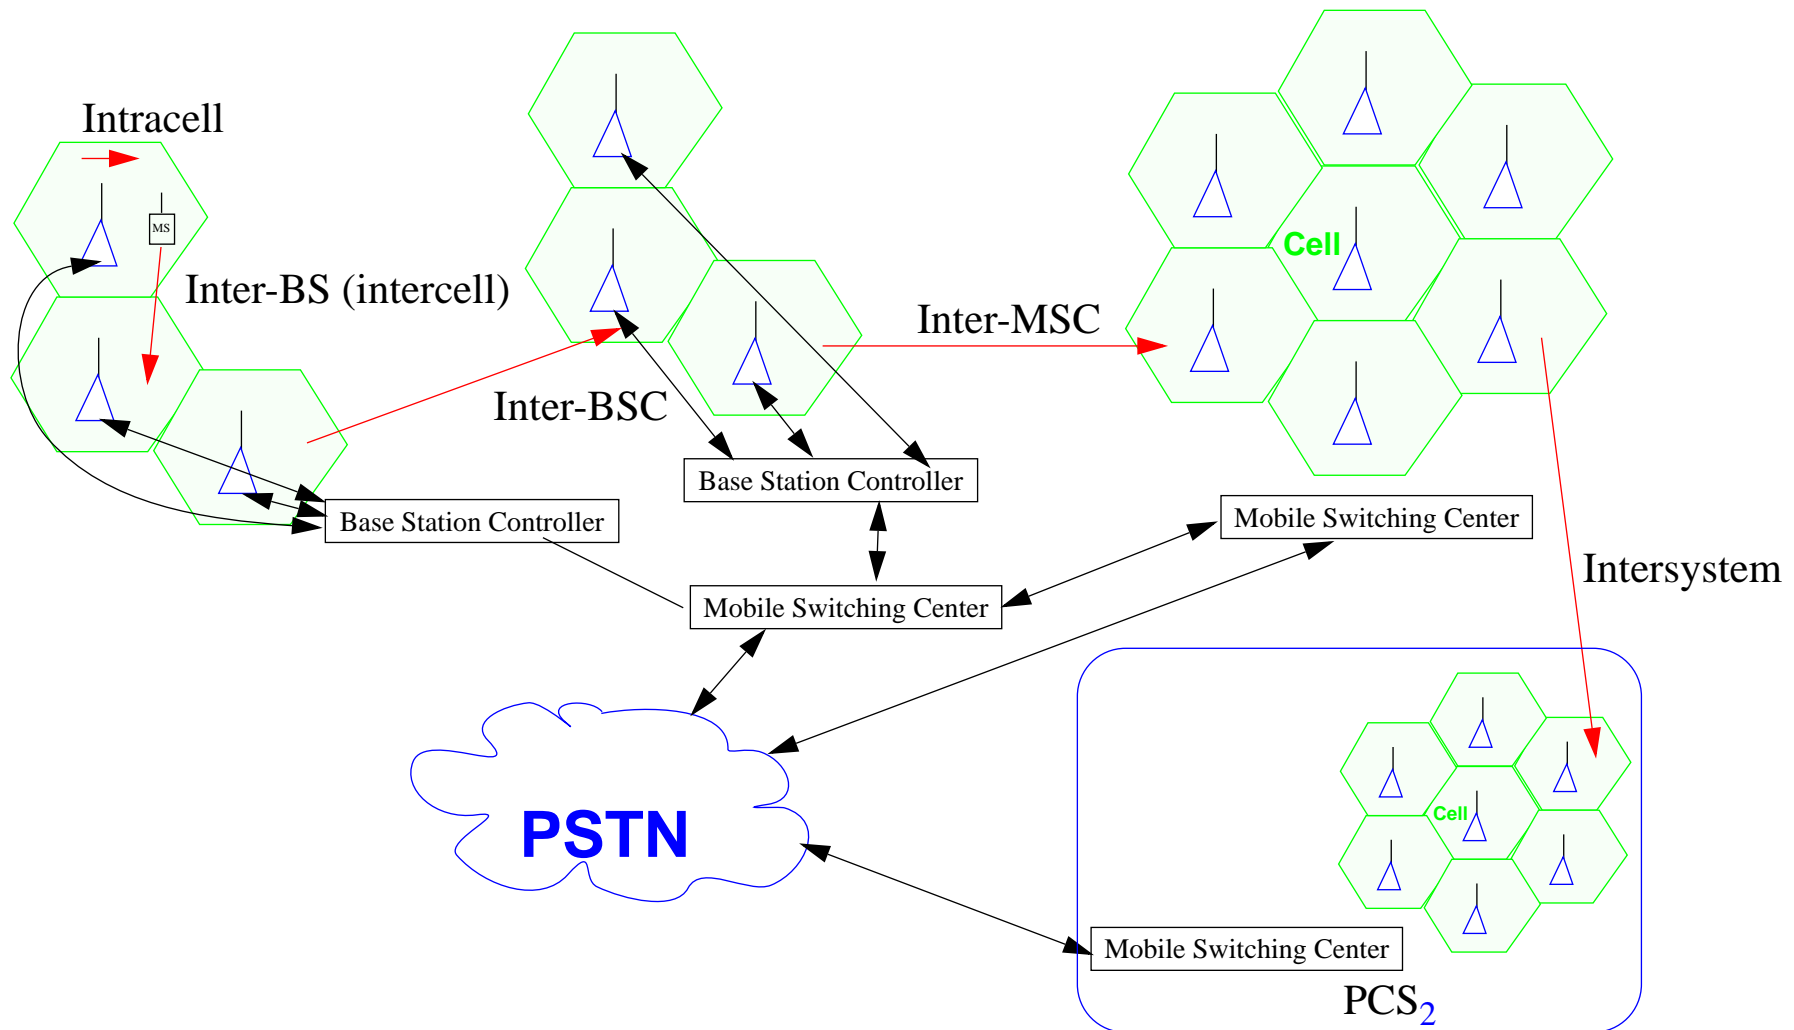 Intracell
MS
Inter-BS (intercell)
Cell
Inter-MSC
Inter-BSC
Base Station Controller
Base Station Controller
Mobile Switching Center
Intersystem
Mobile Switching Center
PSTN
Cell
Mobile Switching Center
PCS2